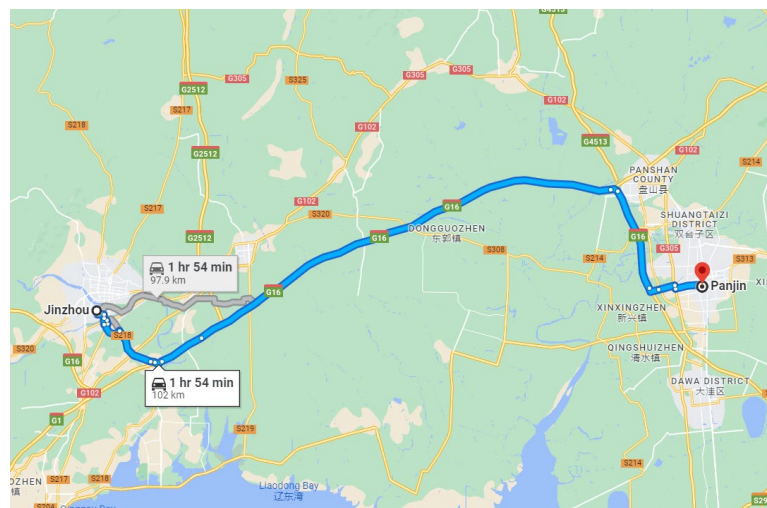 G4513
G305
S325
G305
G305
G2512
S217
G102
S218
G102
G2512
G4513
G102
PANSHAN
COUNTY
盘山县
S214
G102
S217
S320
G16
SHUANGTAIZI
DISTRICT
双台子区
G2512
DONGGUOZHEN
东郭镇
G16
G16
S308
G305
S214
S313
1 hr 54 min
97.9 km
G16
Panjin
Jinzhou
XINXINGZHEN
新兴镇
S218
S320
G16
QINGSHUIZHEN
清水镇
1 hr 54 min
102 km
G102
DAWA DISTRICT
大洼区
G1
S219
S214
S217
S218
Liaodong Bay
辽东湾
S204